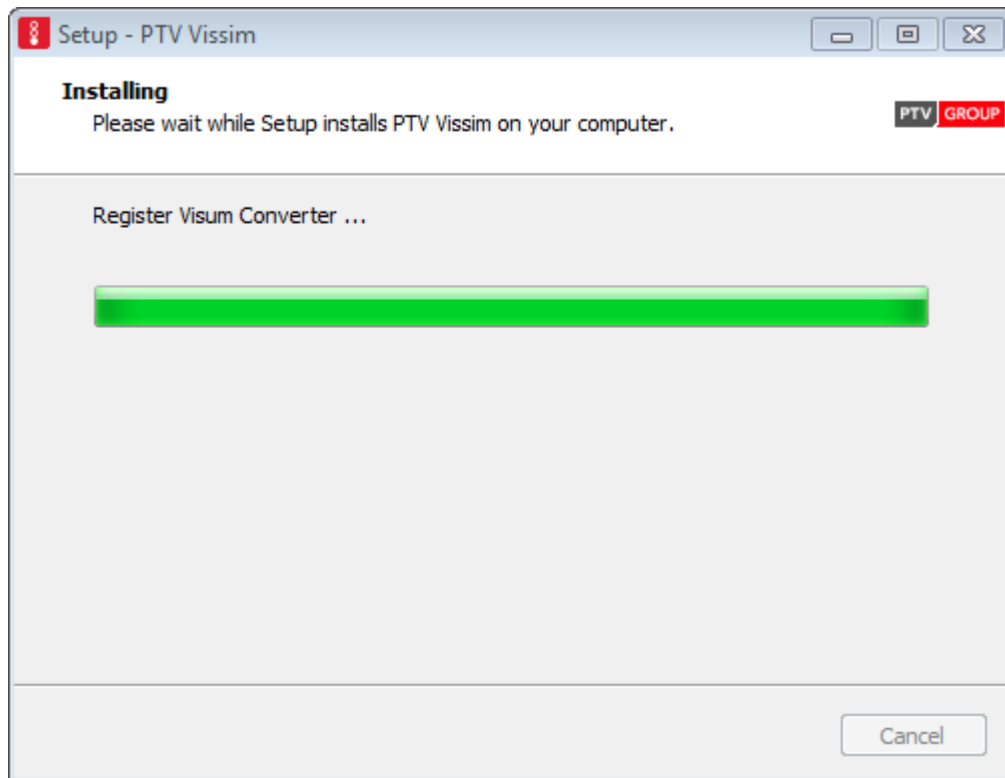 Setup - PTV Vissim
Installing
Please wait while Setup installs PTV Vissim on your computer.
PTV GROUP
Register Visum Converter ...
Cancel